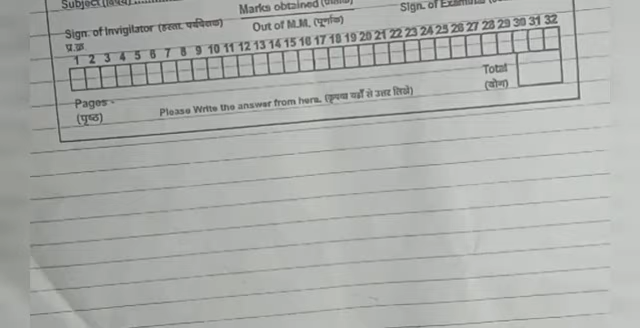 Subject (विषय)
Marks obtained
Sign. of Invigilator (हस्ता. पर्यवेक्षक)
Out of M.M. (पूर्णांक)
Sign. of
प्र.क्र.
1 2 3 4 5 6 7 8 9 10 11 12 13 14 15 16 17 18 19 20 21 22 23 24 25 26 27 28 29 30 31 32
Total
(योग)
Pages -
(पृष्ठ)
Please Write the answer from here. (कृपया यहाँ से उत्तर लिखें)